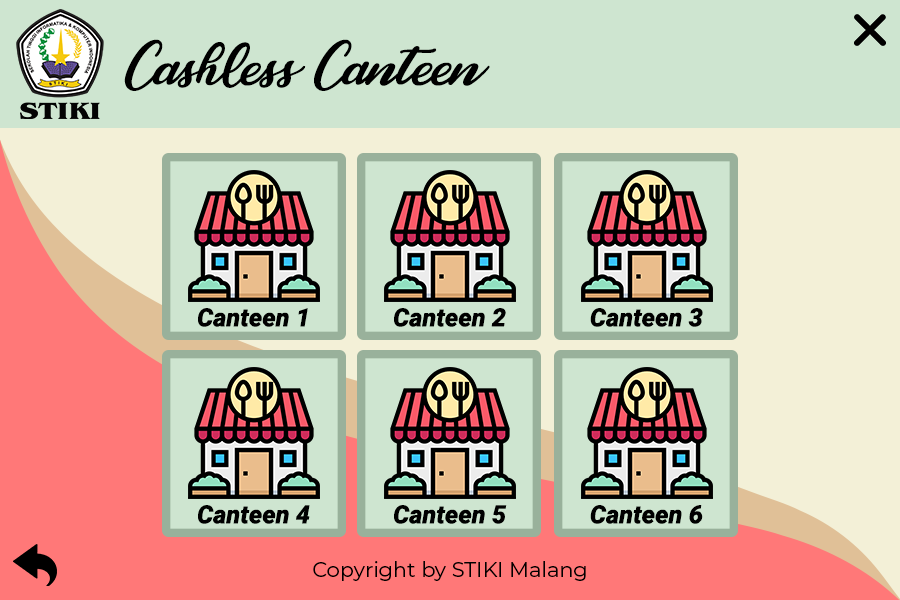 SEKOLAH TINGGI INFORMATIKA & KOMPUTER INDONESIA
STIKI
STIKI
Cashless Canteen
Canteen 1
Canteen 2
Canteen 3
Canteen 4
Canteen 5
Canteen 6
Copyright by STIKI Malang